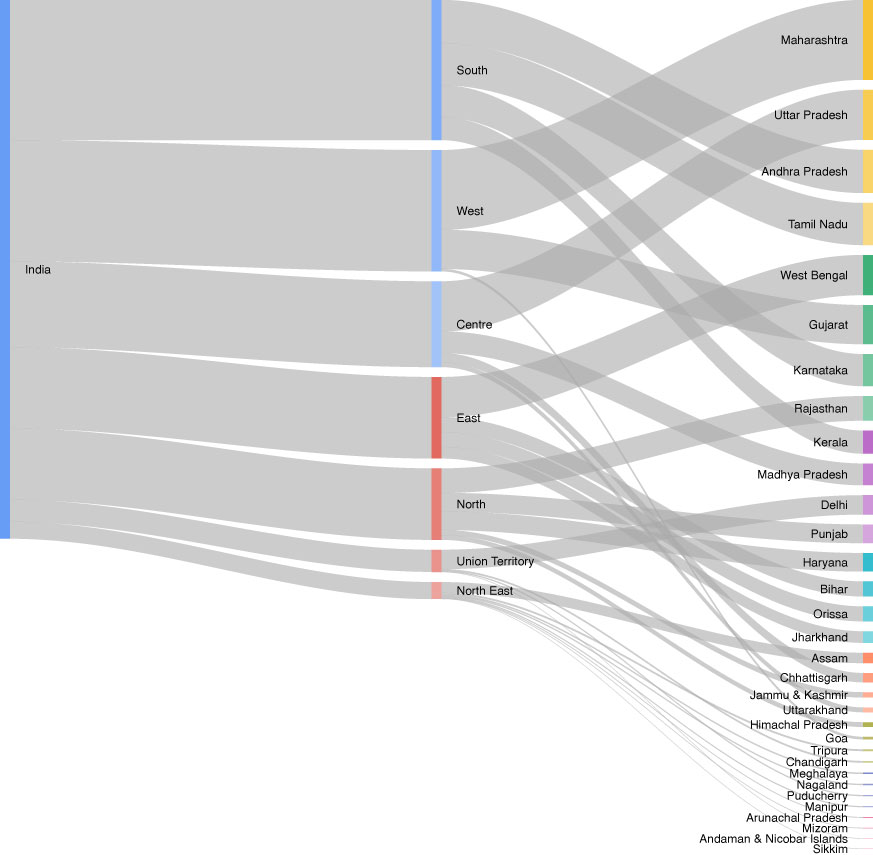 India
South
West
Centre
East
North
Union Territory
North East
Maharashtra
Uttar Pradesh
Andhra Pradesh
Tamil Nadu
West Bengal
Gujarat
Karnataka
Rajasthan
Kerala
Madhya Pradesh
Delhi
Punjab
Haryana
Bihar
Orissa
Jharkhand
Assam
Chhattisgarh
Jammu & Kashmir
Uttarakhand
Himachal Pradesh
Goa
Tripura
Chandigarh
Meghalaya
Nagaland
Puducherry
Manipur
Arunachal Pradesh
Mizoram
Andaman & Nicobar Islands
Sikkim